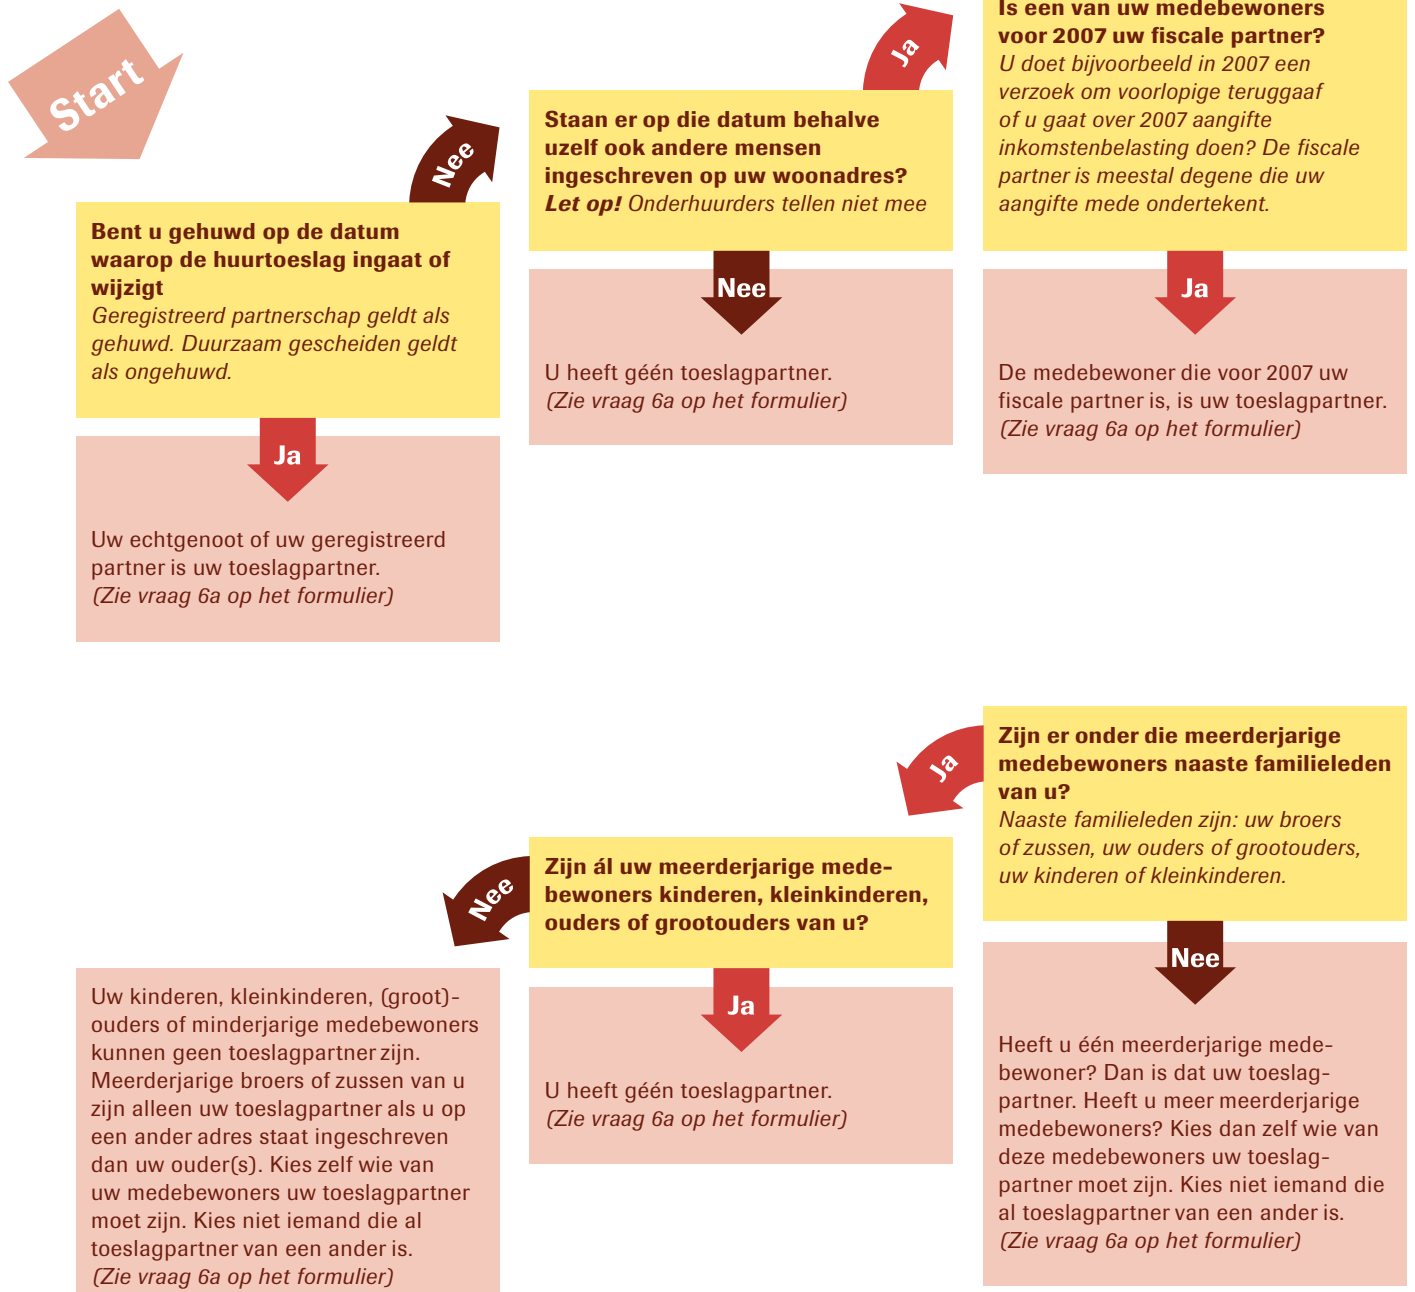 Start
Nee
Bent u gehuwd op de datum
waarop de huurtoeslag ingaat of
wijzigt
Geregistreerd partnerschap geldt als
gehuwd. Duurzaam gescheiden geldt
als ongehuwd.
Ja
Uw echtgenoot of uw geregistreerd
partner is uw toeslagpartner.
(Zie vraag 6a op het formulier)
Ja
Staan er op die datum behalve
uzelf ook andere mensen
ingeschreven op uw woonadres?
Let op! Onderhuurders tellen niet mee
Nee
U heeft géén toeslagpartner.
(Zie vraag 6a op het formulier)
Is een van uw medebewoners
voor 2007 uw fiscale partner?
U doet bijvoorbeeld in 2007 een
verzoek om voorlopige teruggaaf
of u gaat over 2007 aangifte
inkomstenbelasting doen? De fiscale
partner is meestal degene die uw
aangifte mede ondertekent.
Ja
De medebewoner die voor 2007 uw
fiscale partner is, is uw toeslagpartner.
(Zie vraag 6a op het formulier)
Zijn er onder die meerderjarige
medebewoners naaste familieleden
van u?
Naaste familieleden zijn: uw broers
of zussen, uw ouders of grootouders,
uw kinderen of kleinkinderen.
Nee
Heeft u één meerderjarige mede-
bewoner? Dan is dat uw toeslag-
partner. Heeft u meer meerderjarige
medebewoners? Kies dan zelf wie van
deze medebewoners uw toeslag-
partner moet zijn. Kies niet iemand die
al toeslagpartner van een ander is.
(Zie vraag 6a op het formulier)
Ja
Zijn ál uw meerderjarige mede-
bewoners kinderen, kleinkinderen,
ouders of grootouders van u?
Ja
U heeft géén toeslagpartner.
(Zie vraag 6a op het formulier)
Nee
Uw kinderen, kleinkinderen, (groot)-
ouders of minderjarige medebewoners
kunnen geen toeslagpartner zijn.
Meerderjarige broers of zussen van u
zijn alleen uw toeslagpartner als u op
een ander adres staat ingeschreven
dan uw ouder(s). Kies zelf wie van
uw medebewoners uw toeslagpartner
moet zijn. Kies niet iemand die al
toeslagpartner van een ander is.
(Zie vraag 6a op het formulier)